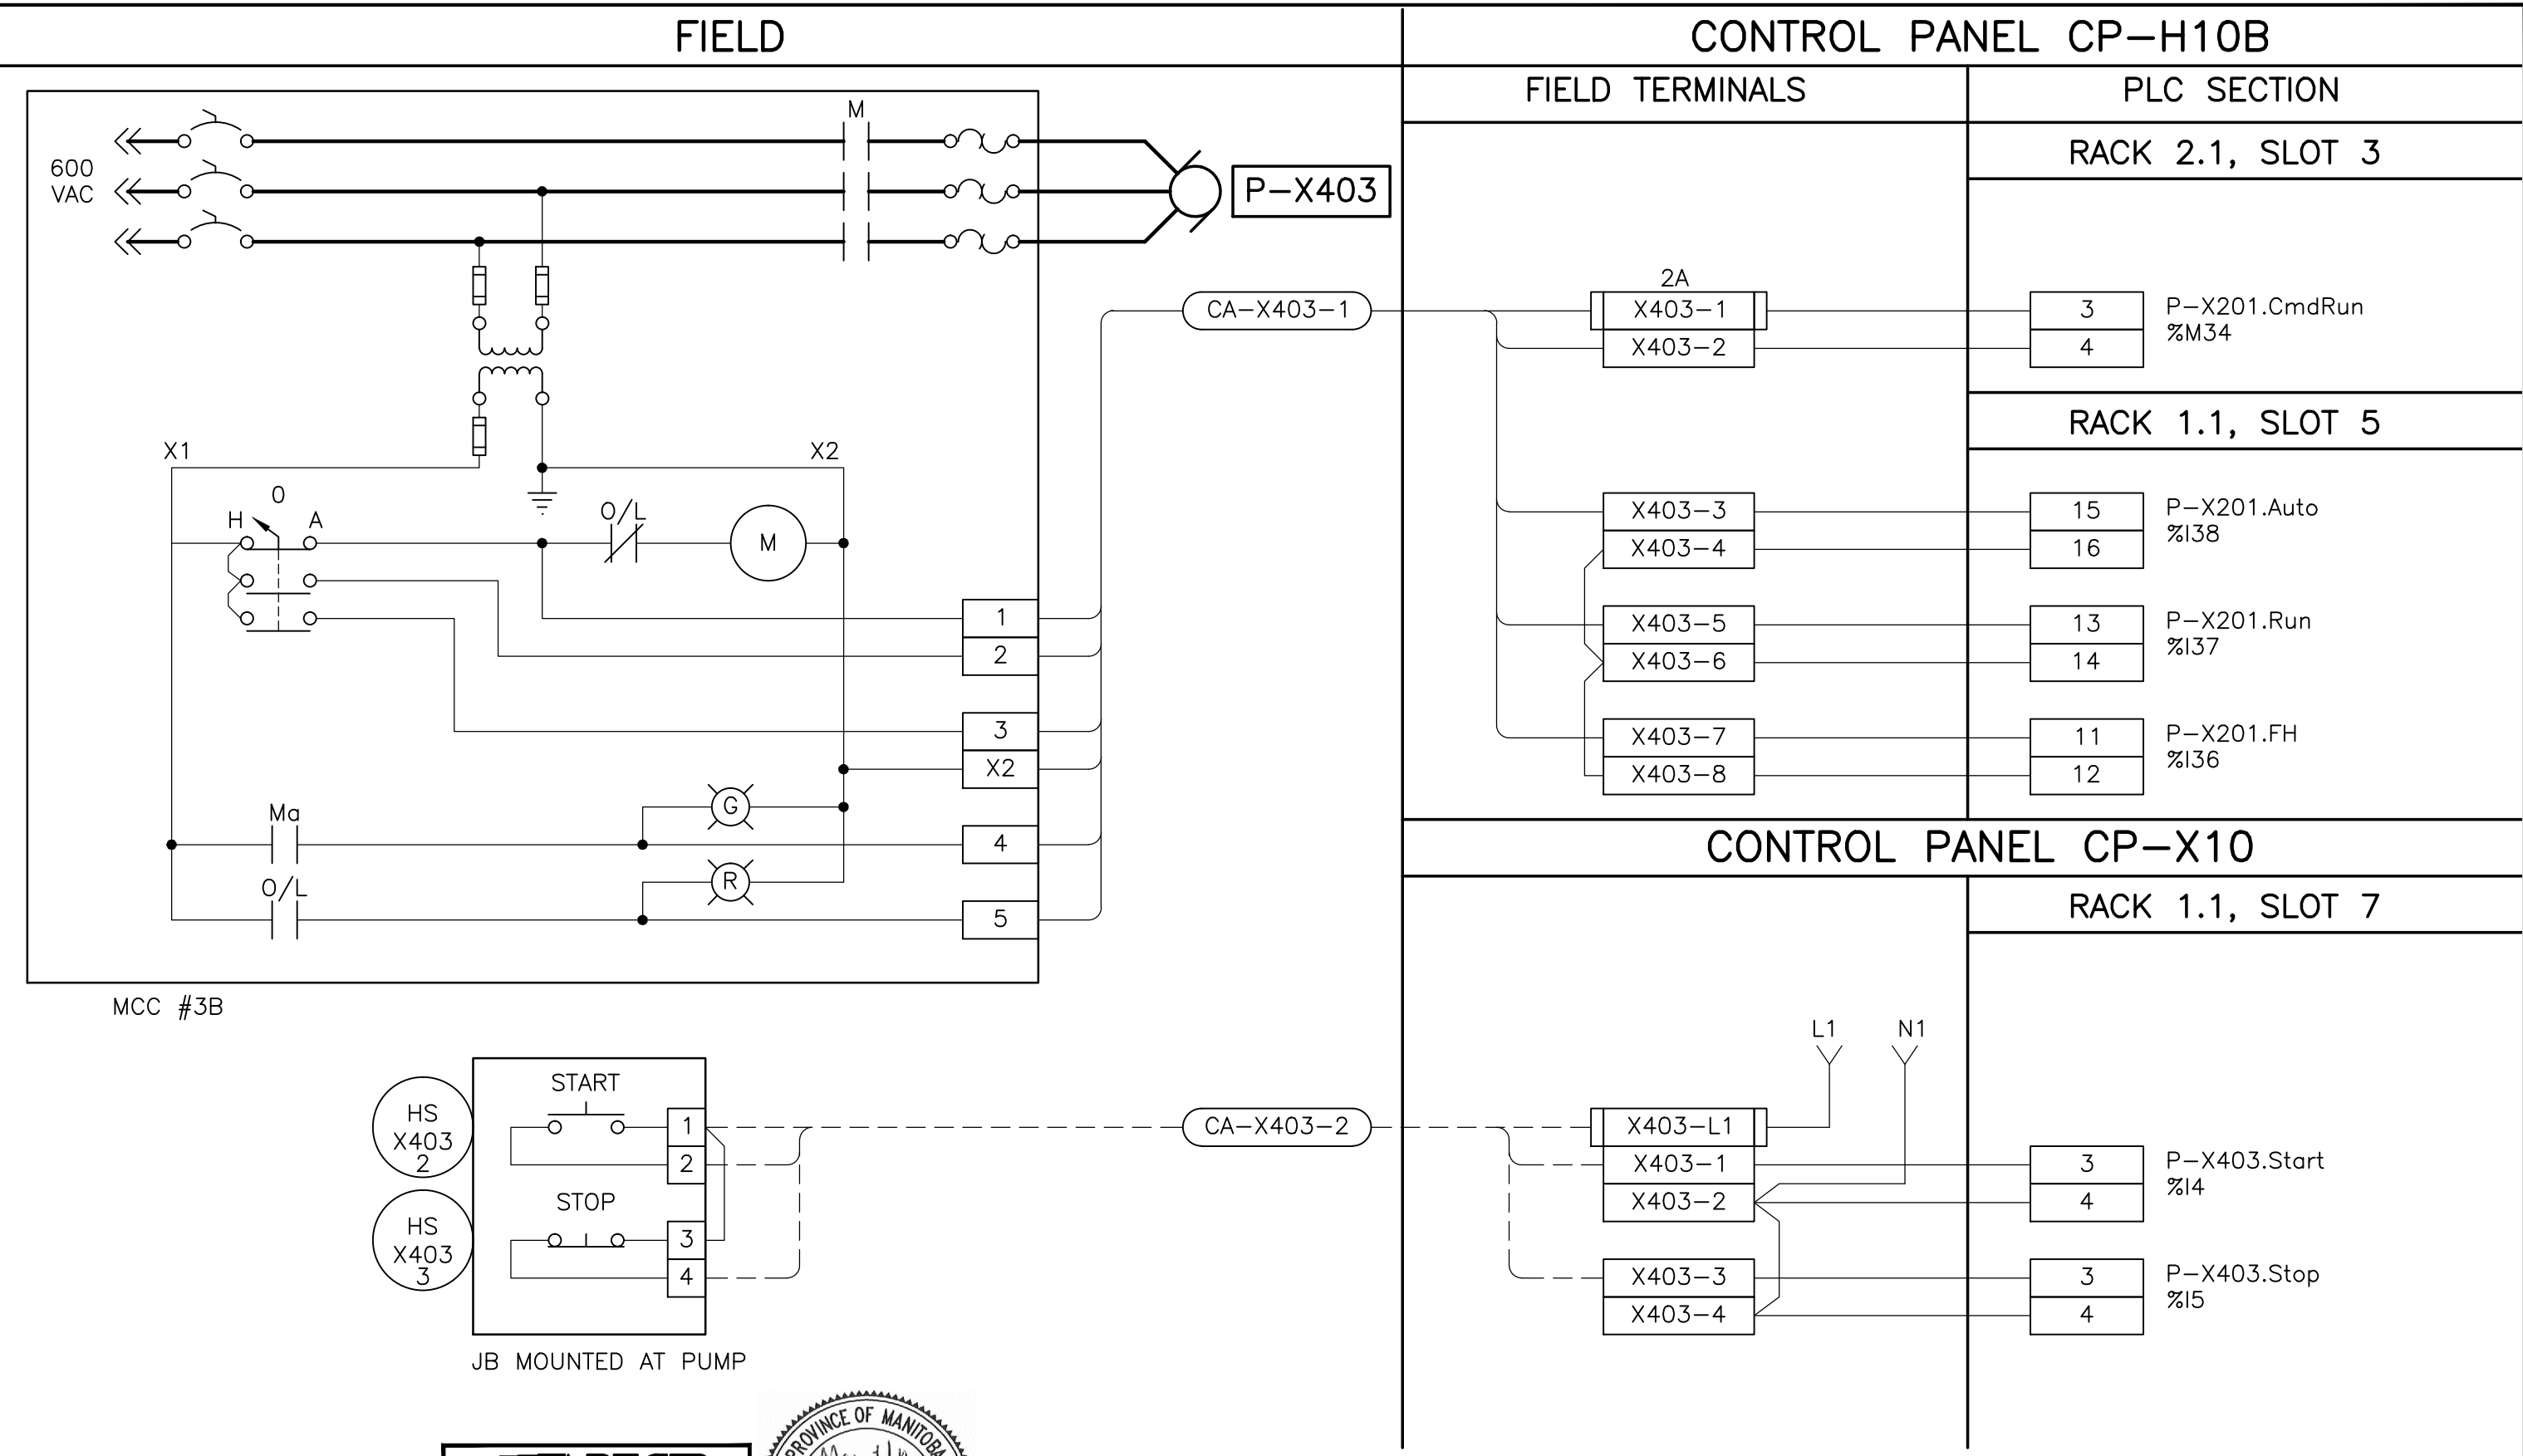 FIELD
CONTROL PANEL CP-H10B
FIELD TERMINALS
PLC SECTION
RACK 2.1, SLOT 3
M
600
VAC
P-X403
2A
CA-X403-1
X403-1
X403-2
3
4
P-X201.CmdRun
%M34
RACK 1.1, SLOT 5
X1
X2
O
H
A
O/L
M
X403-3
X403-4
15
16
P-X201.Auto
%I38
1
2
X403-5
X403-6
13
14
P-X201.Run
%I37
3
X2
X403-7
X403-8
11
12
P-X201.FH
%I36
Ma
G
4
O/L
R
5
CONTROL PANEL CP-X10
RACK 1.1, SLOT 7
MCC #3B
L1
N1
HS
X403
2
START
1
2
CA-X403-2
X403-L1
X403-1
X403-2
3
4
P-X403.Start
%I4
HS
X403
3
STOP
3
4
X403-3
X403-4
3
4
P-X403.Stop
%I5
JB MOUNTED AT PUMP
PROVINCE OF MANITOBA